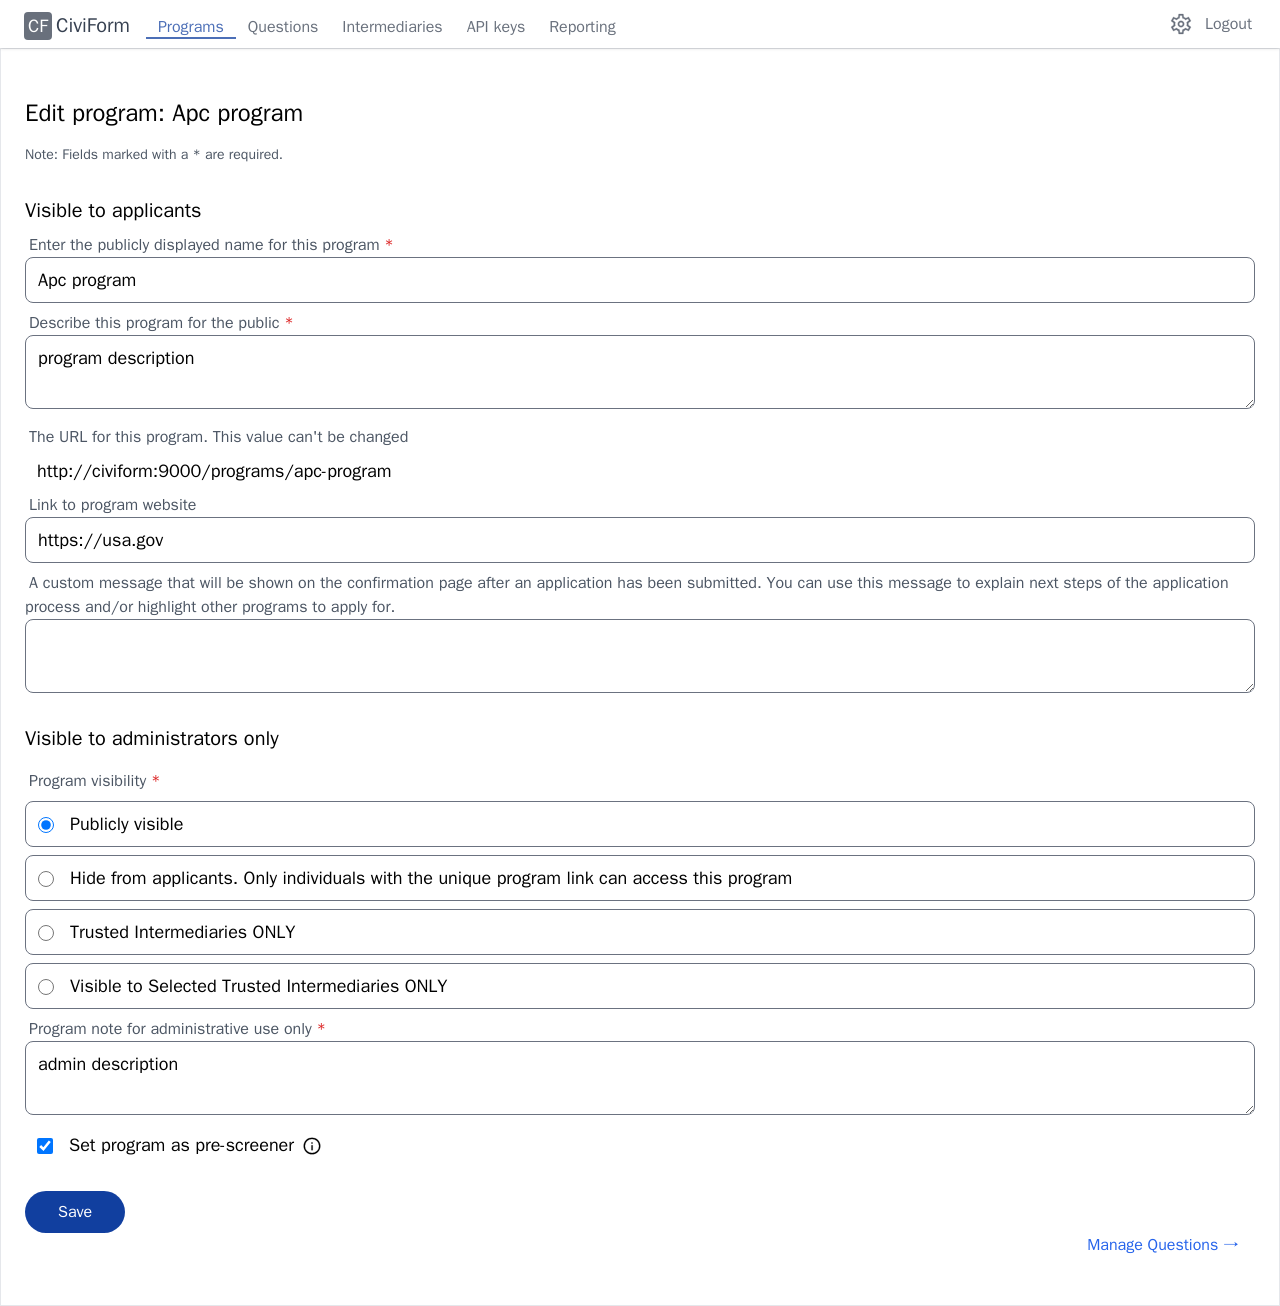 CF CiviForm Programs Questions Intermediaries API keys Reporting Logout
Edit program: Apc program
Note: Fields marked with a * are required.
Visible to applicants
Enter the publicly displayed name for this program *
Apc program
Describe this program for the public *
program description
The URL for this program. This value can't be changed
http://civiform:9000/programs/apc-program
Link to program website
https://usa.gov
A custom message that will be shown on the confirmation page after an application has been submitted. You can use this message to explain next steps of the application
process and/or highlight other programs to apply for.
Visible to administrators only
Program visibility *
Publicly visible
Hide from applicants. Only individuals with the unique program link can access this program
Trusted Intermediaries ONLY
Visible to Selected Trusted Intermediaries ONLY
Program note for administrative use only *
admin description
Set program as pre-screener
Save
Manage Questions →